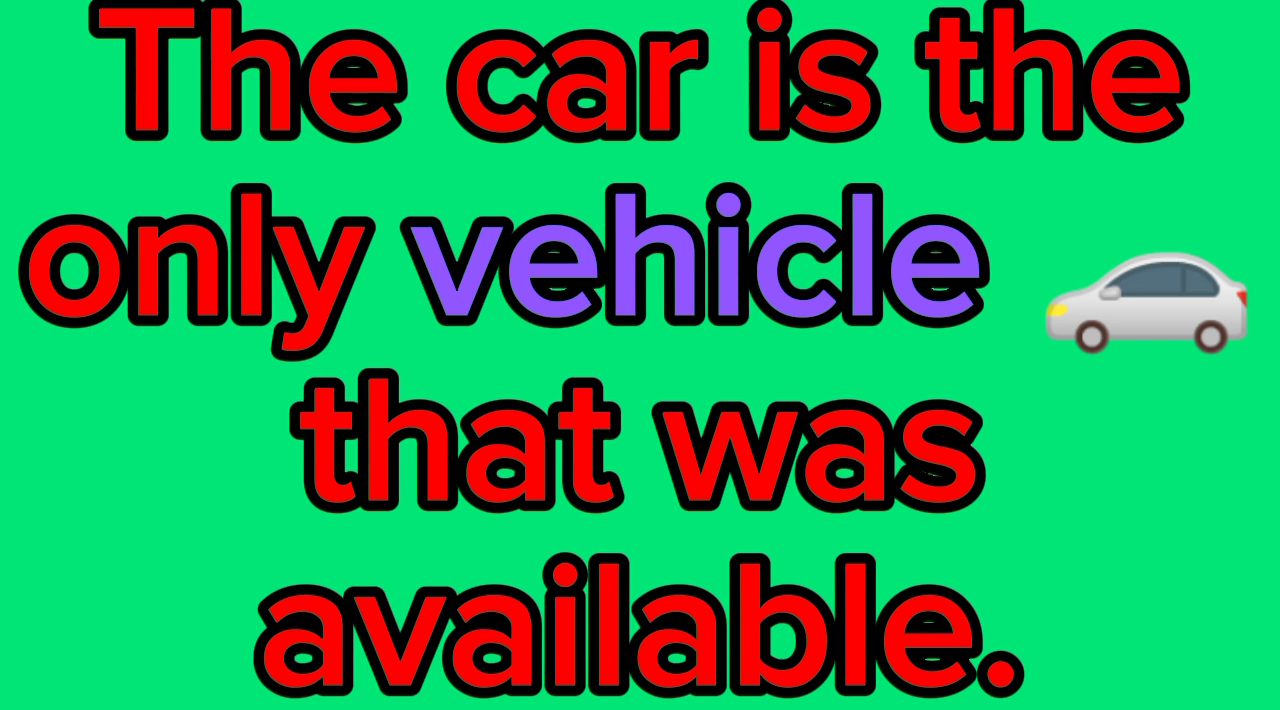 The car is the
only vehicle 🚗
that was
available.